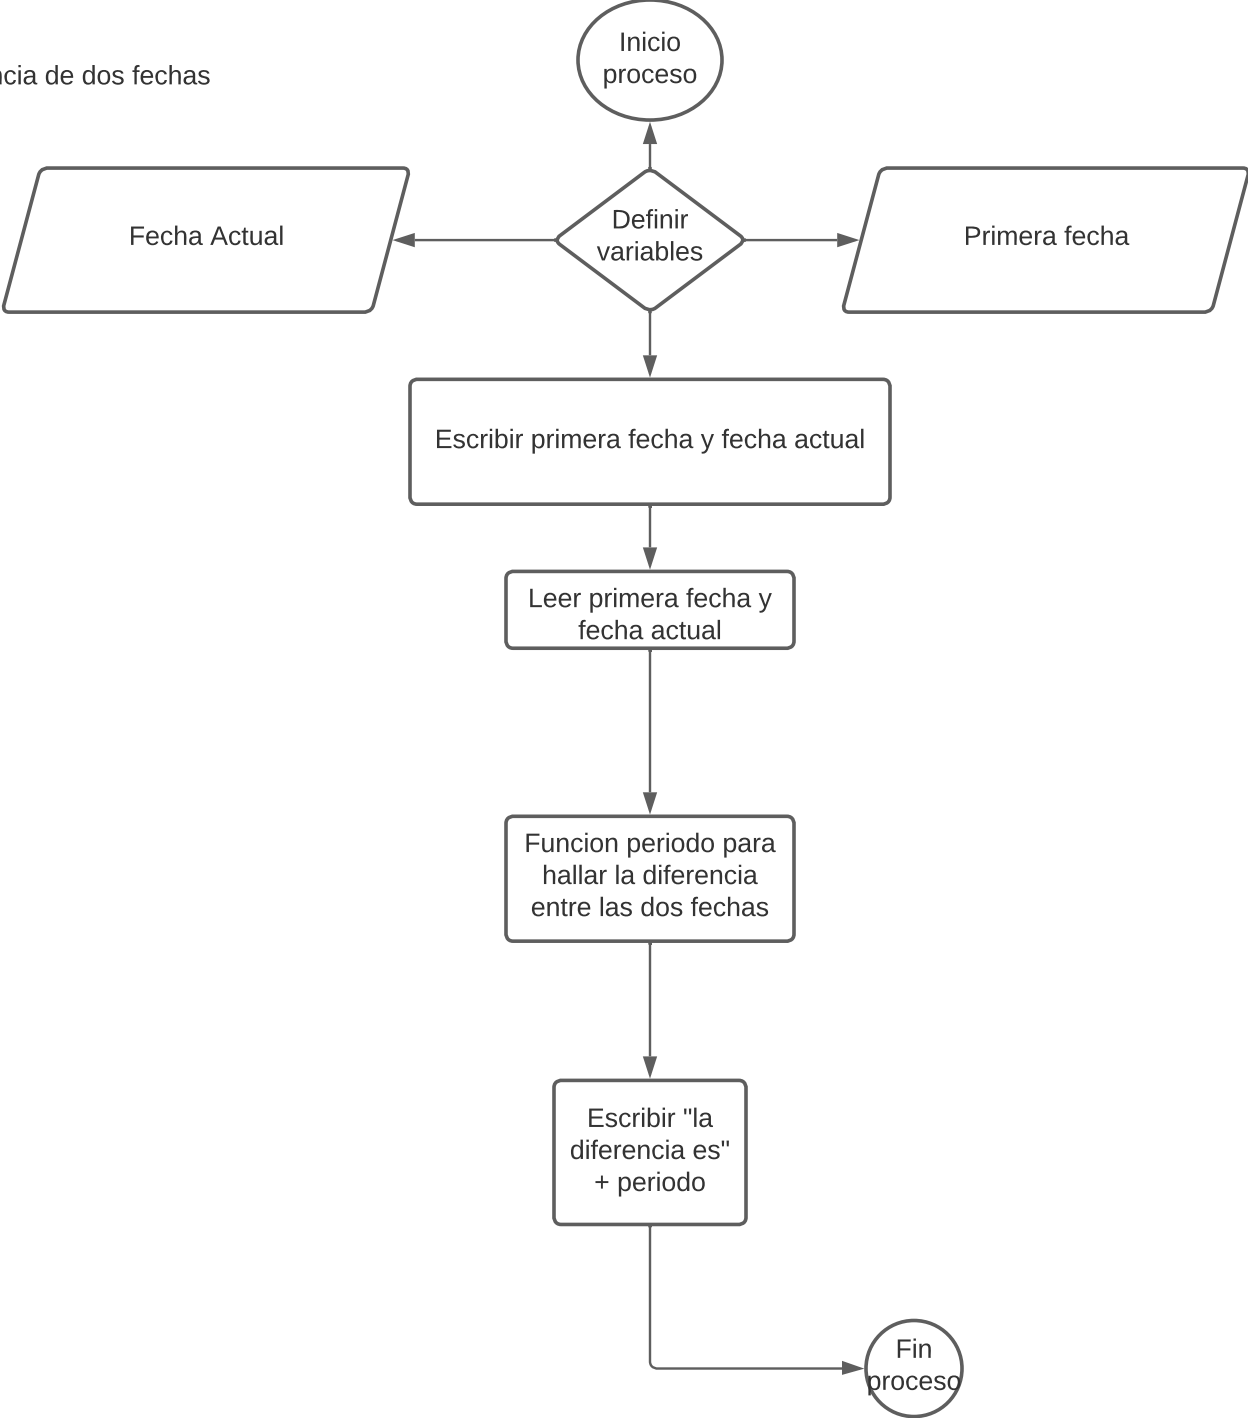 Inicio
proceso
de dos fechas
Fecha Actual
Definir
variables
Primera fecha
Escribir primera fecha y fecha actual
Leer primera fecha y
fecha actual
Funcion periodo para
hallar la diferencia
entre las dos fechas
Escribir "la
diferencia es"
+ periodo
Fin
proceso